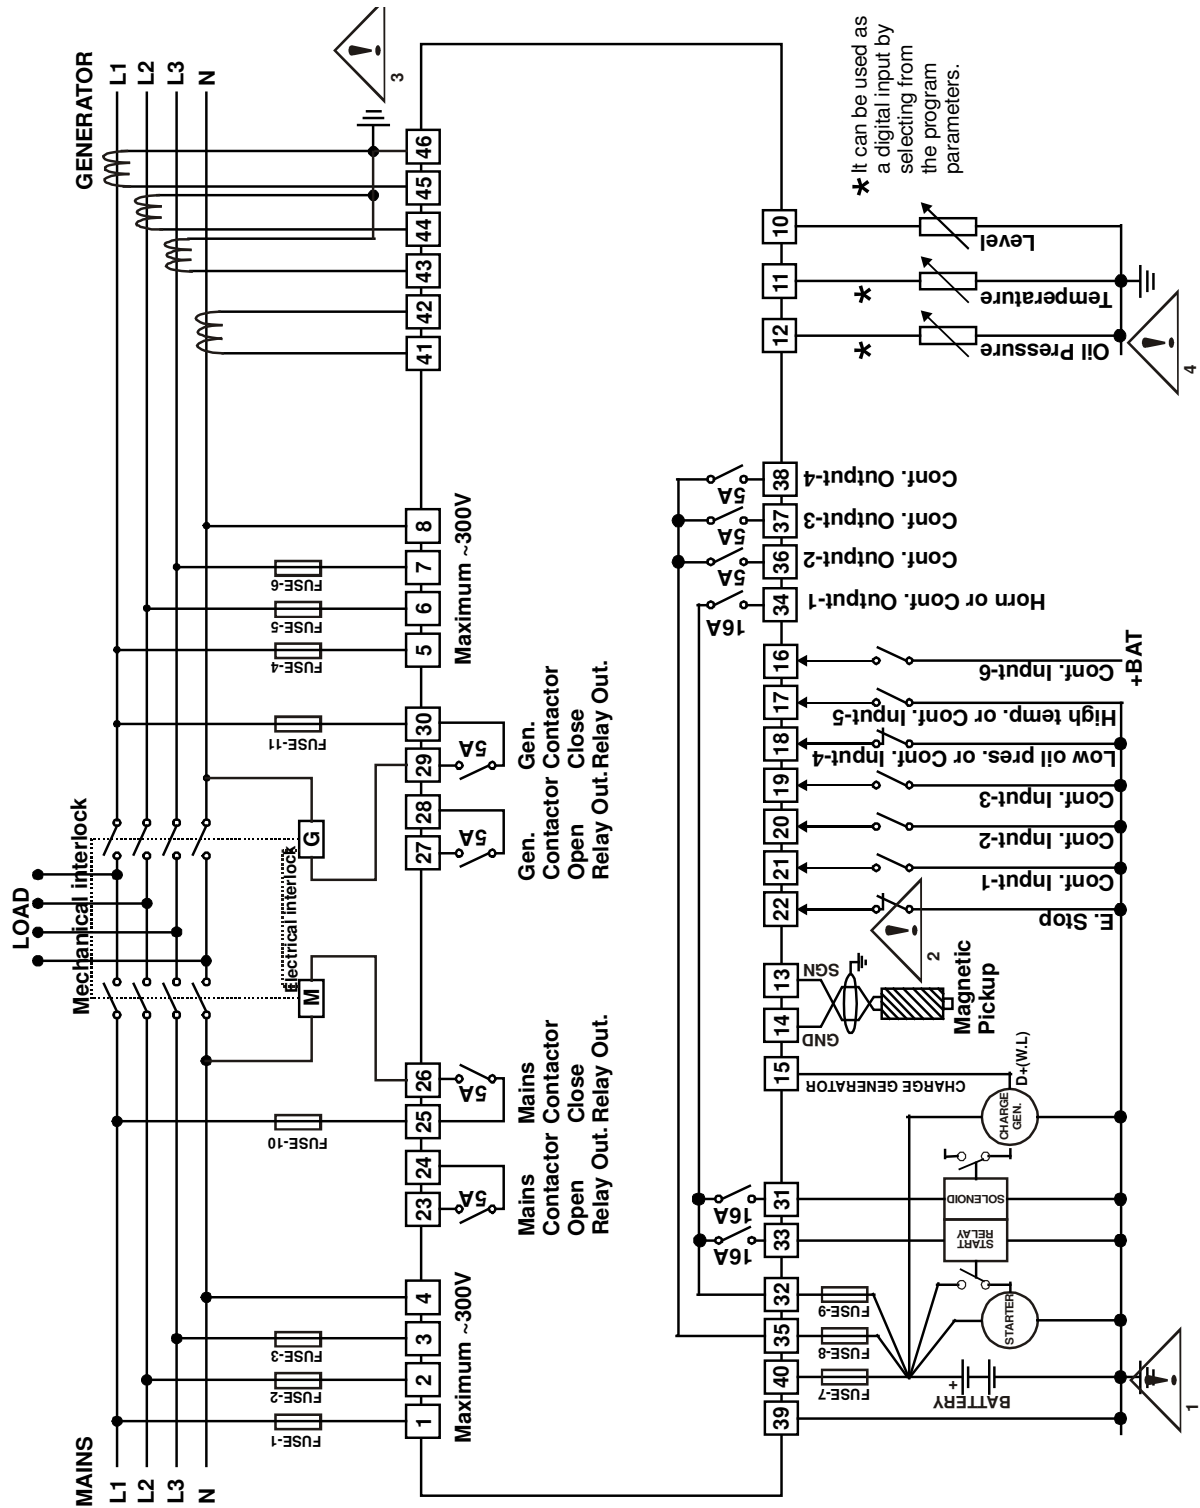 MAINS
L1
L2
L3
N
GENERATOR
L1
L2
L3
N
LOAD
Mechanical interlock
Electrical interlock
M
G
FUSE-1
FUSE-2
FUSE-3
FUSE-10
FUSE-11
FUSE-4
FUSE-5
FUSE-6
3
1
2
3
4
23
24
25
26
27
28
29
30
5
6
7
8
41
42
43
44
45
46
Maximum ~300V
5A
5A
5A
5A
Maximum ~300V
Mains
Contactor
Open
Relay Out.
Mains
Contactor
Close
Relay Out.
Gen.
Contactor
Open
Relay Out.
Gen.
Contactor
Close
Relay Out.
16A
16A
16A
5A
5A
5A
39
40
35
32
33
31
15
14
13
22
21
20
19
18
17
16
34
36
37
38
12
11
10
FUSE-7
FUSE-8
FUSE-9
CHARGE GENERATOR
GND
SGN
Magnetic
Pickup
2
E. Stop
Conf. Input-1
Conf. Input-2
Conf. Input-3
Low oil pres. or Conf. Input-4
High temp. or Conf. Input-5
Conf. Input-6
+BAT
Horn or Conf. Output-1
Conf. Output-2
Conf. Output-3
Conf. Output-4
Oil Pressure
Temperature
Level
* It can be used as
a digital input by
selecting from
the program
parameters.
*
*
4
BATTERY
+
STARTER
START
RELAY
SOLENOID
CHARGE
GEN.
D+(W.L)
1